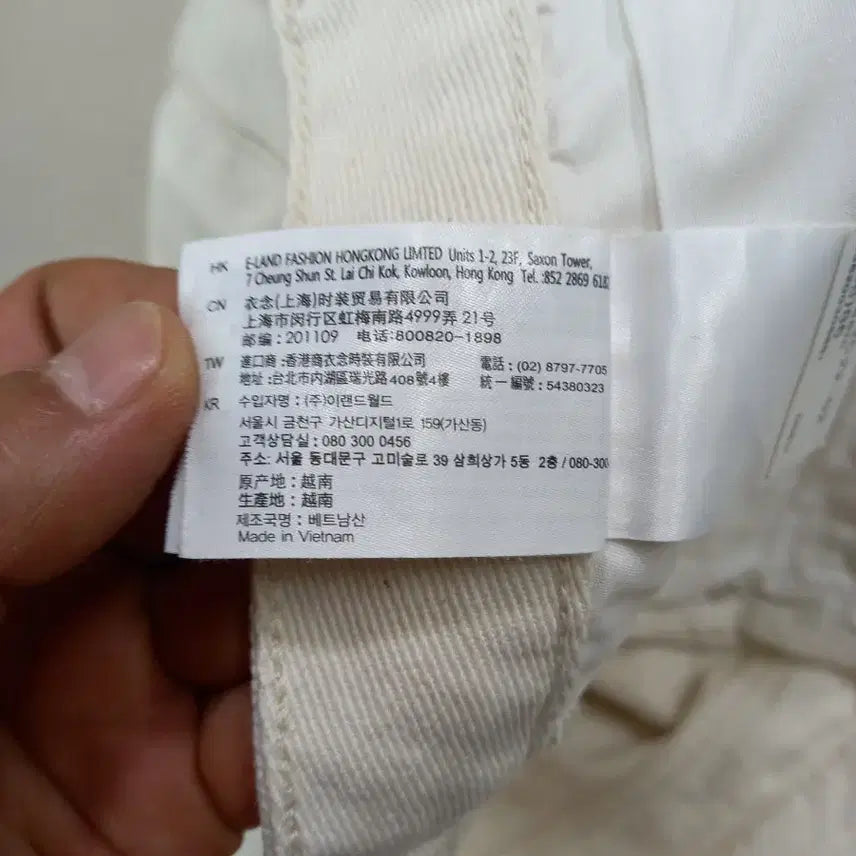 HK E-LAND FASHION HONGKONG LIMTED Units 1-2, 23F, Saxon Tower,
7 Cheung Shun St. Lai Chi Kok, Kowloon, Hong Kong Tel.:852 2869 618
CN 衣念(上海)时装贸易有限公司
上海市闵行区虹梅南路4999弄 21号
邮编:201109 电话:800820-1898
TW 進口商:香港商衣念時裝有限公司 電話:(02) 8797-7705
地址:台北市内湖區瑞光路408號4樓 統一編號:54380323
KR 수입자명:(주)이랜드월드
서울시 금천구 가산디지털1로 159(가산동)
고객상담실:080 300 0456
주소: 서울 동대문구 고미술로 39 삼희상가 5동 2층 /080-300
原产地:越南
生産地:越南
제조국명:베트남산
Made in Vietnam